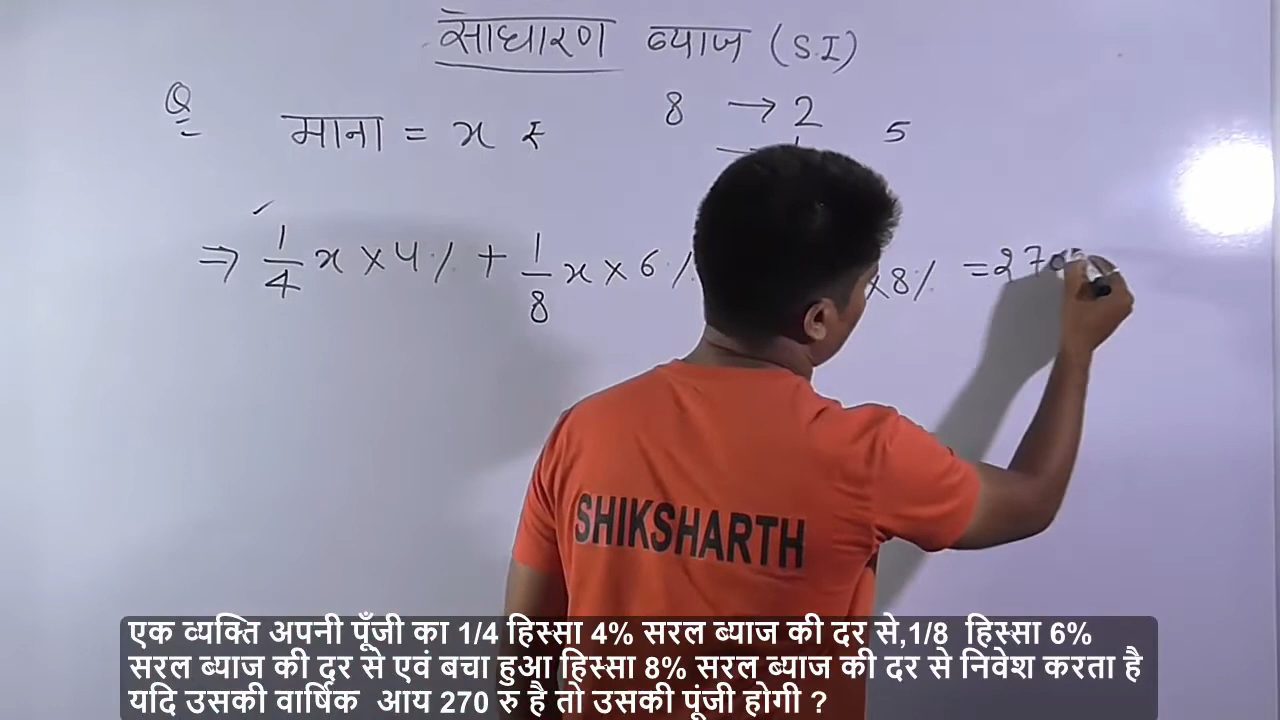 साधारण ब्याज (S.I)
Q
माना = x ₹
8 → 2
5
⇒ 1/4 x × 4% + 1/8 x × 6% × 8% = 270
SHIKSHARTH
एक व्यक्ति अपनी पूँजी का 1/4 हिस्सा 4% सरल ब्याज की दर से,1/8 हिस्सा 6%
सरल ब्याज की दर से एवं बचा हुआ हिस्सा 8% सरल ब्याज की दर से निवेश करता है
यदि उसकी वार्षिक आय 270 रु है तो उसकी पूंजी होगी ?